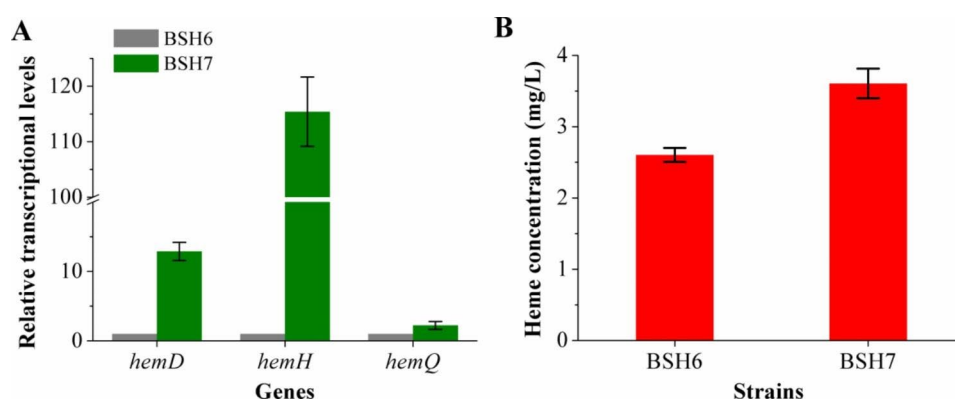 A
BSH6
BSH7
Relative transcriptional levels
120
110
100
10
0
hemD
hemH
hemQ
Genes
B
Heme concentration (mg/L)
4
3
2
1
0
BSH6
BSH7
Strains